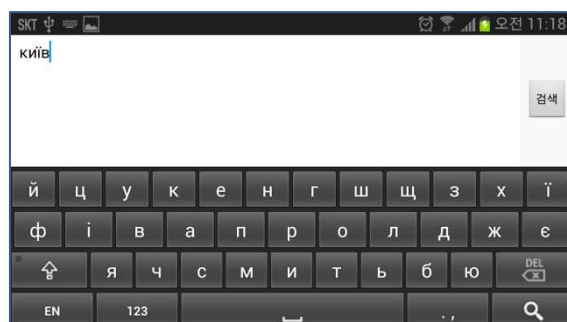 SKT 오전 11:18
київ
검색
й ц у к е н г ш щ з х ї
ф і в а п р о л д ж є
я ч с м и т ь б ю DEL
EN 123 . ,